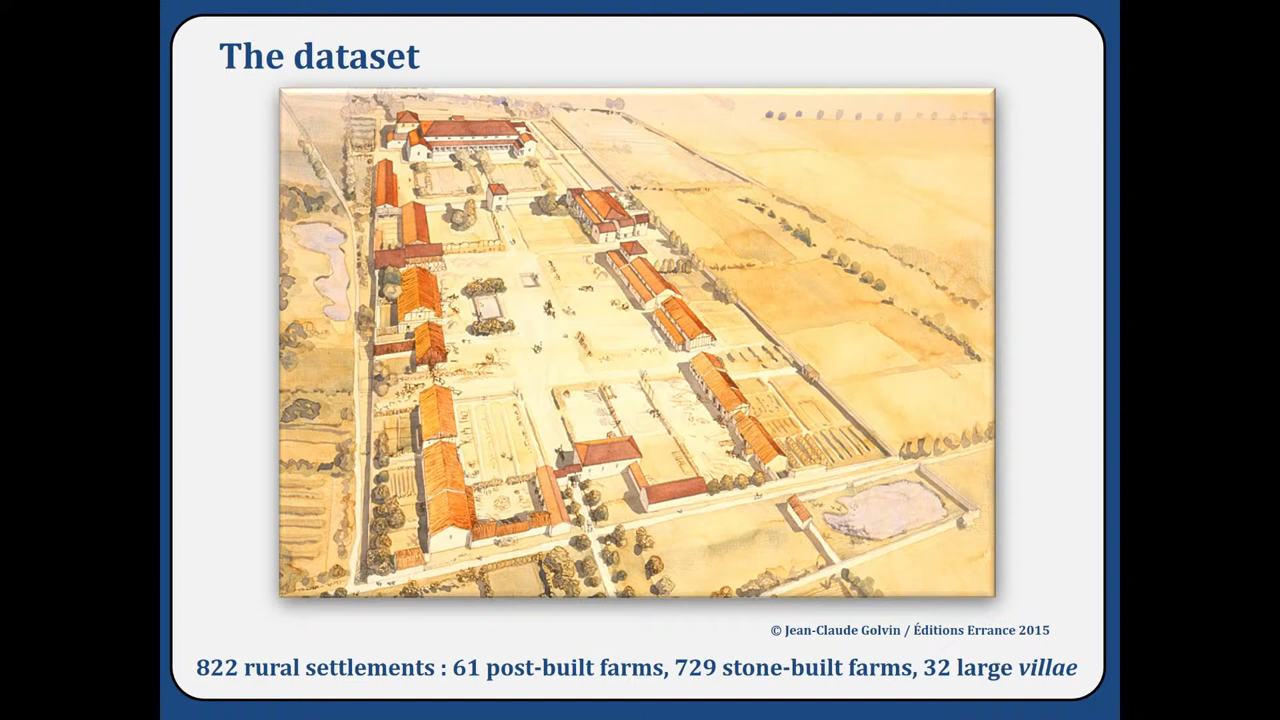 The dataset
© Jean-Claude Golvin / Éditions Errance 2015
822 rural settlements : 61 post-built farms, 729 stone-built farms, 32 large villae